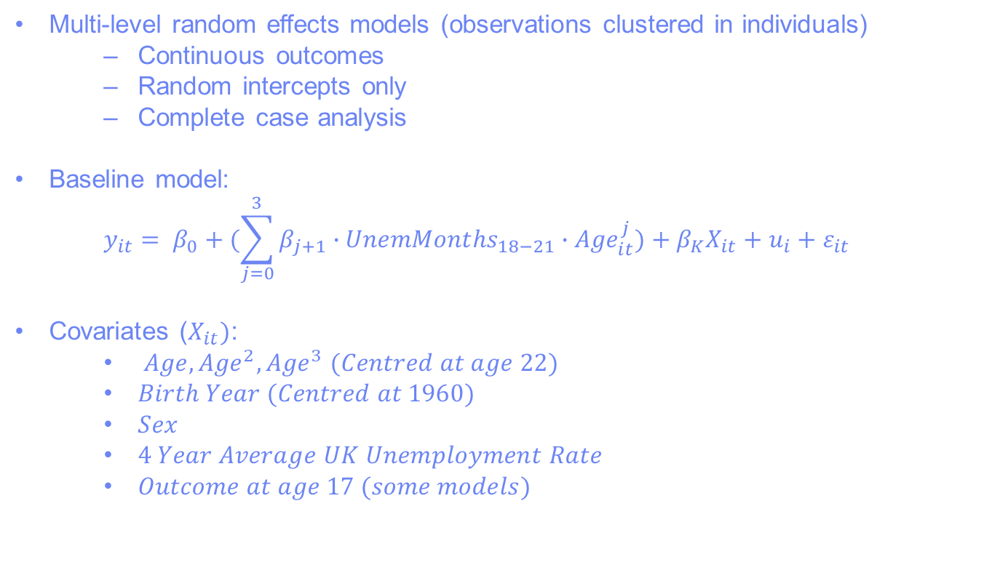 • Multi-level random effects models (observations clustered in individuals)
– Continuous outcomes
– Random intercepts only
– Complete case analysis
• Baseline model:
$y_{it} = \beta_0 + (\sum_{j=0}^{3} \beta_{j+1} \cdot UnemMonths_{18-21} \cdot Age_{it}^{j}) + \beta_K X_{it} + u_i + \varepsilon_{it}$
• Covariates ($X_{it}$):
• $Age, Age^2, Age^3$ (Centred at age 22)
• Birth Year (Centred at 1960)
• Sex
• 4 Year Average UK Unemployment Rate
• Outcome at age 17 (some models)